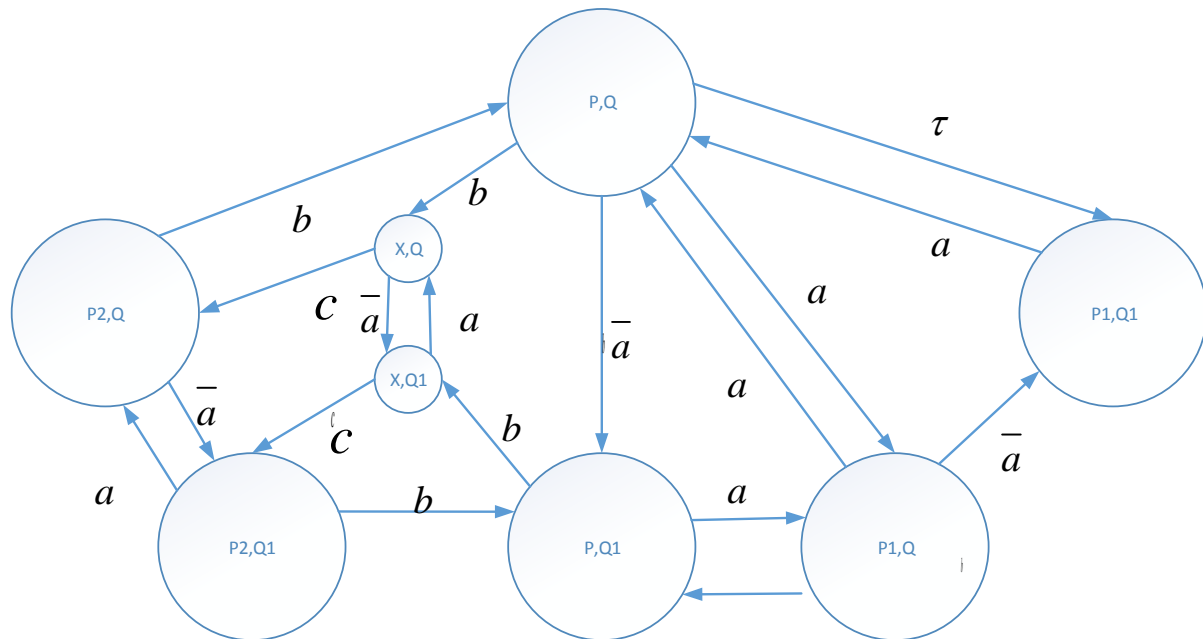 P,Q
τ
b
b
X,Q
a
a
P2,Q
c
a̅
a
P1,Q1
a̅
X,Q1
a
a̅
c
b
a̅
a
b
a
P2,Q1
P,Q1
P1,Q